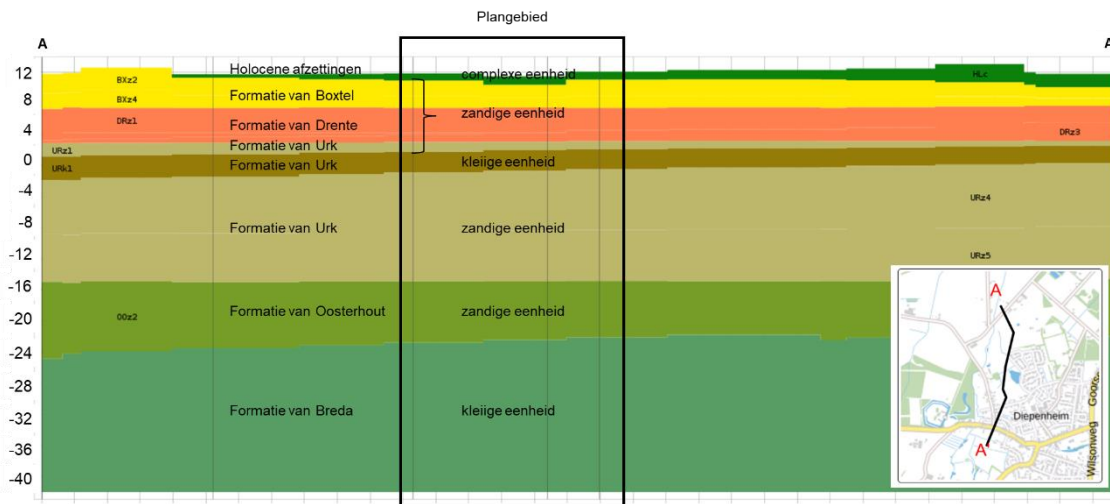 Plangebied
A
A
12
8
4
0
-4
-8
-12
-16
-20
-24
-28
-32
-36
-40
Holocene afzettingen
complexe eenheid
HLc
BXz2
BXz4
Formatie van Boxtel
zandige eenheid
DRz1
Formatie van Drente
DRz3
URz1
Formatie van Urk
URk1
Formatie van Urk
kleiige eenheid
URz4
Formatie van Urk
zandige eenheid
URz5
OOz2
Formatie van Oosterhout
zandige eenheid
Formatie van Breda
kleiige eenheid
A
Diepenheim
A'
Wilsonweg